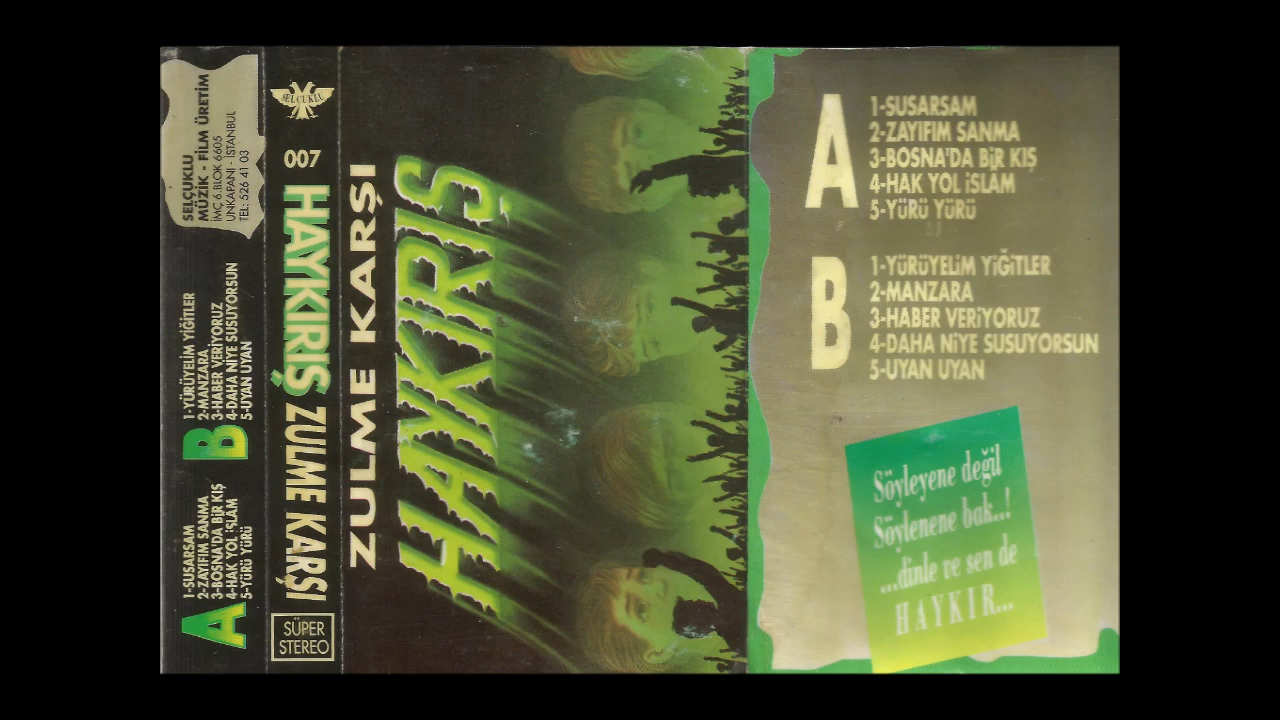 SELÇUKLU
MÜZİK - FİLM ÜRETİM
İMÇ 6.BLOK 6605
UNKAPANI - İSTANBUL
TEL: 526 41 03
B
1-YÜRÜYELİM YİĞİTLER
2-MANZARA
3-HABER VERİYORUZ
4-DAHA NİYE SUSUYORSUN
5-UYAN UYAN
A
1-SUSARSAM
2-ZAYIFIM SANMA
3-BOSNA'DA BİR KIŞ
4-HAK YOL İSLÂM
5-YÜRÜ YÜRÜ
SELÇUKLU
007
HAYKIRIŞ ZULME KARŞI
SÜPER
STEREO
ZULME KARŞI
HAYKIRIŞ
A
1-SUSARSAM
2-ZAYIFIM SANMA
3-BOSNA'DA BİR KIŞ
4-HAK YOL İSLÂM
5-YÜRÜ YÜRÜ
B
1-YÜRÜYELİM YİĞİTLER
2-MANZARA
3-HABER VERİYORUZ
4-DAHA NİYE SUSUYORSUN
5-UYAN UYAN
Söyleyene değil
Söylenene bak..!
...dinle ve sen de
HAYKIR...